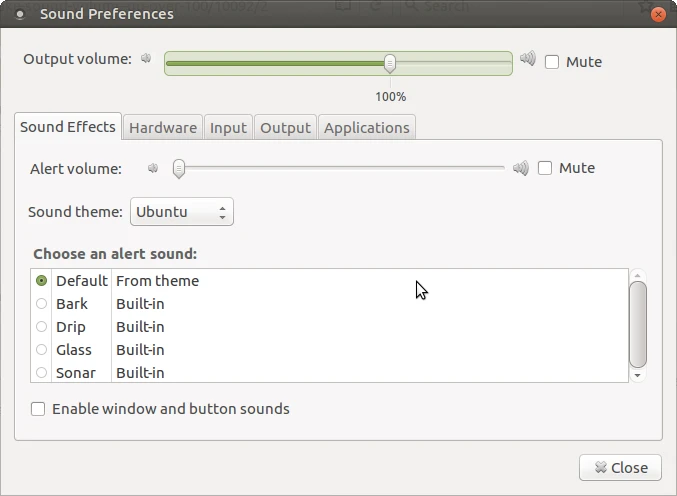 Sound Preferences
Search
Output volume:
Mute
100%
Sound Effects Hardware Input Output Applications
Alert volume:
Mute
Sound theme: Ubuntu
Choose an alert sound:
Default From theme
Bark Built-in
Drip Built-in
Glass Built-in
Sonar Built-in
Enable window and button sounds
Close